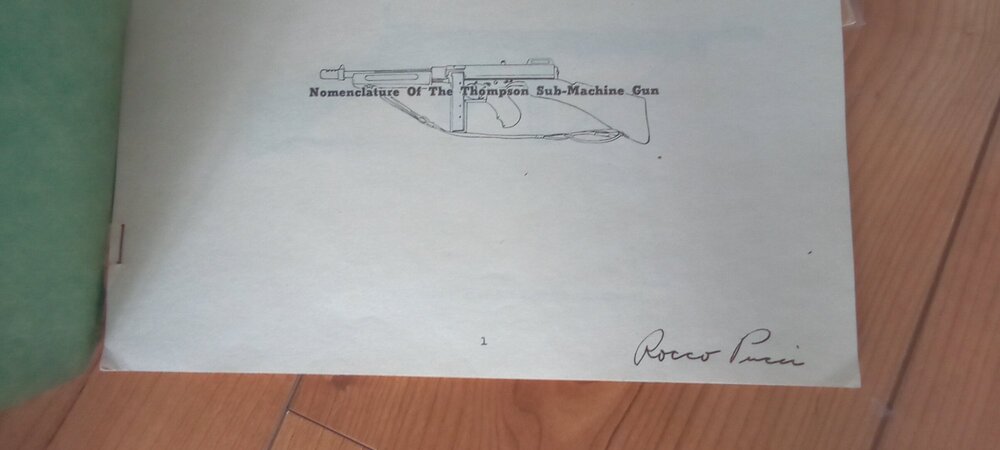 Nomenclature Of The Thompson Sub-Machine Gun
1
Rocco Pucci